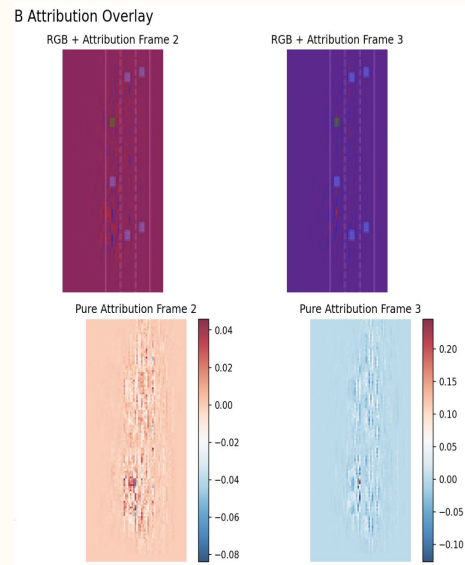 B Attribution Overlay
RGB + Attribution Frame 2
RGB + Attribution Frame 3
Pure Attribution Frame 2
Pure Attribution Frame 3
0.04
0.02
0.00
−0.02
−0.04
−0.06
−0.08
0.20
0.15
0.10
0.05
0.00
−0.05
−0.10